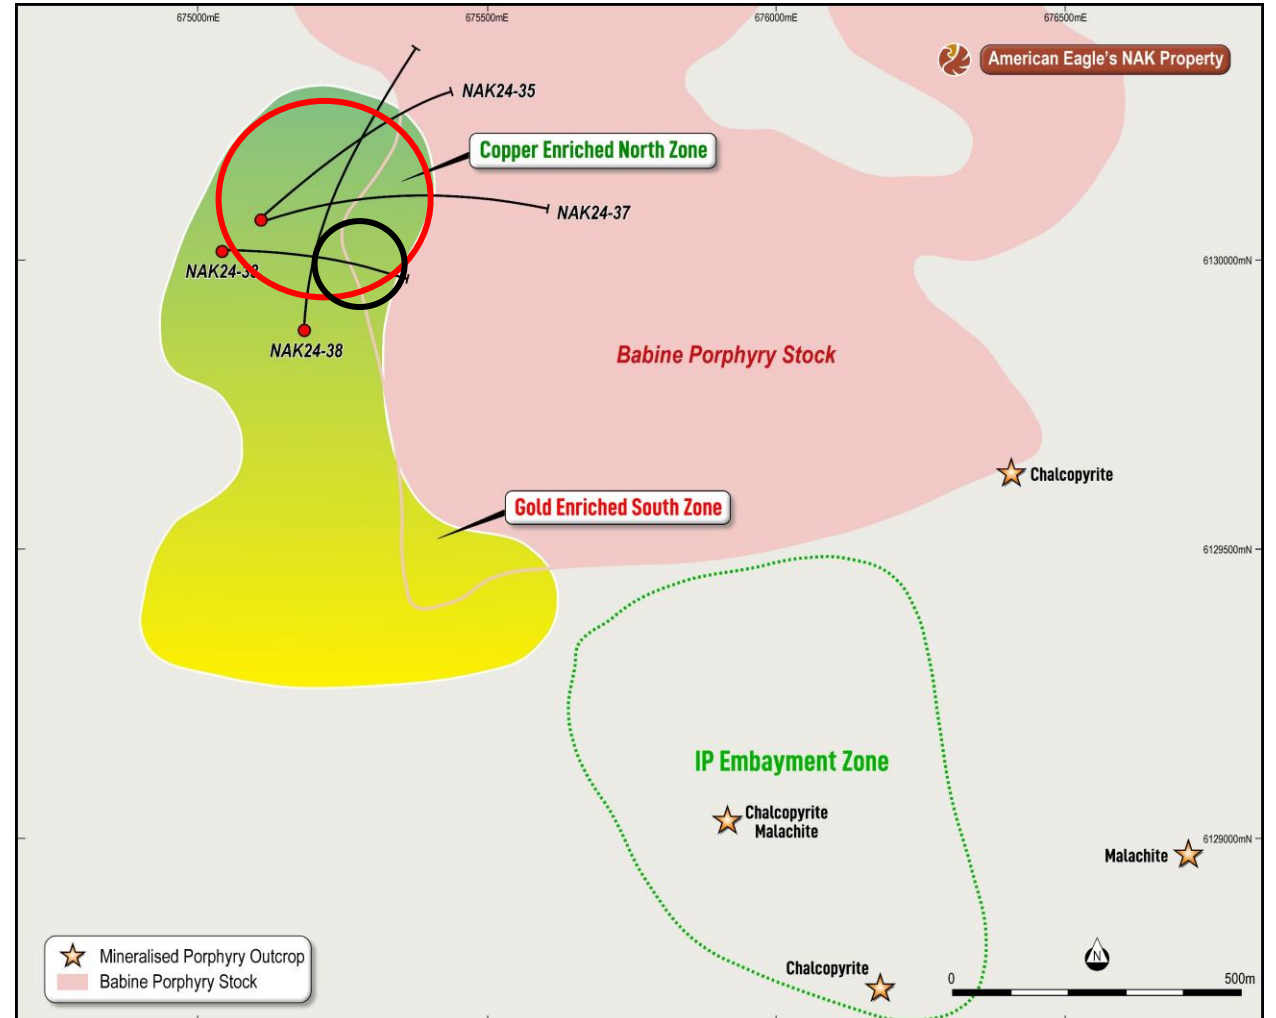 675000mE
675500mE
676000mE
676500mE
American Eagle's NAK Property
NAK24-35
Copper Enriched North Zone
NAK24-37
6130000mN
NAK24-38
Babine Porphyry Stock
Chalcopyrite
Gold Enriched South Zone
6129500mN
IP Embayment Zone
Chalcopyrite
Malachite
6129000mN
Malachite
Chalcopyrite
N
0
500m
Mineralised Porphyry Outcrop
Babine Porphyry Stock